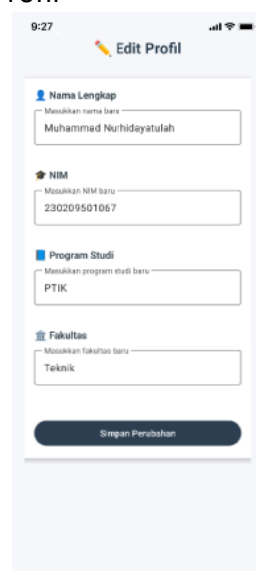 9:27
Edit Profil
Nama Lengkap
Masukkan nama baru
Muhammad Nurhidayatulah
NIM
Masukkan NIM baru
230209501067
Program Studi
Masukkan program studi baru
PTIK
Fakultas
Masukkan fakultas baru
Teknik
Simpan Perubahan